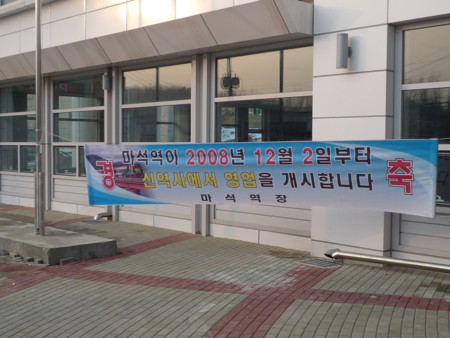 경 축
마석역이 2008년 12월 2일부터
신역사에서 영업을 개시합니다
마석역장